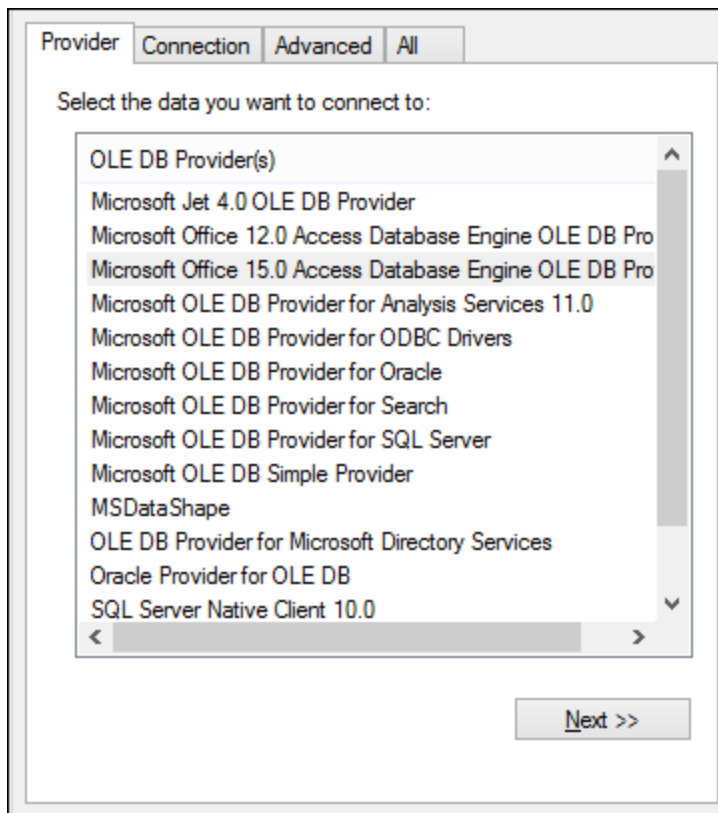 Provider Connection Advanced All
Select the data you want to connect to:
OLE DB Provider(s)
Microsoft Jet 4.0 OLE DB Provider
Microsoft Office 12.0 Access Database Engine OLE DB Pro
Microsoft Office 15.0 Access Database Engine OLE DB Pro
Microsoft OLE DB Provider for Analysis Services 11.0
Microsoft OLE DB Provider for ODBC Drivers
Microsoft OLE DB Provider for Oracle
Microsoft OLE DB Provider for Search
Microsoft OLE DB Provider for SQL Server
Microsoft OLE DB Simple Provider
MSDataShape
OLE DB Provider for Microsoft Directory Services
Oracle Provider for OLE DB
SQL Server Native Client 10.0
Next >>